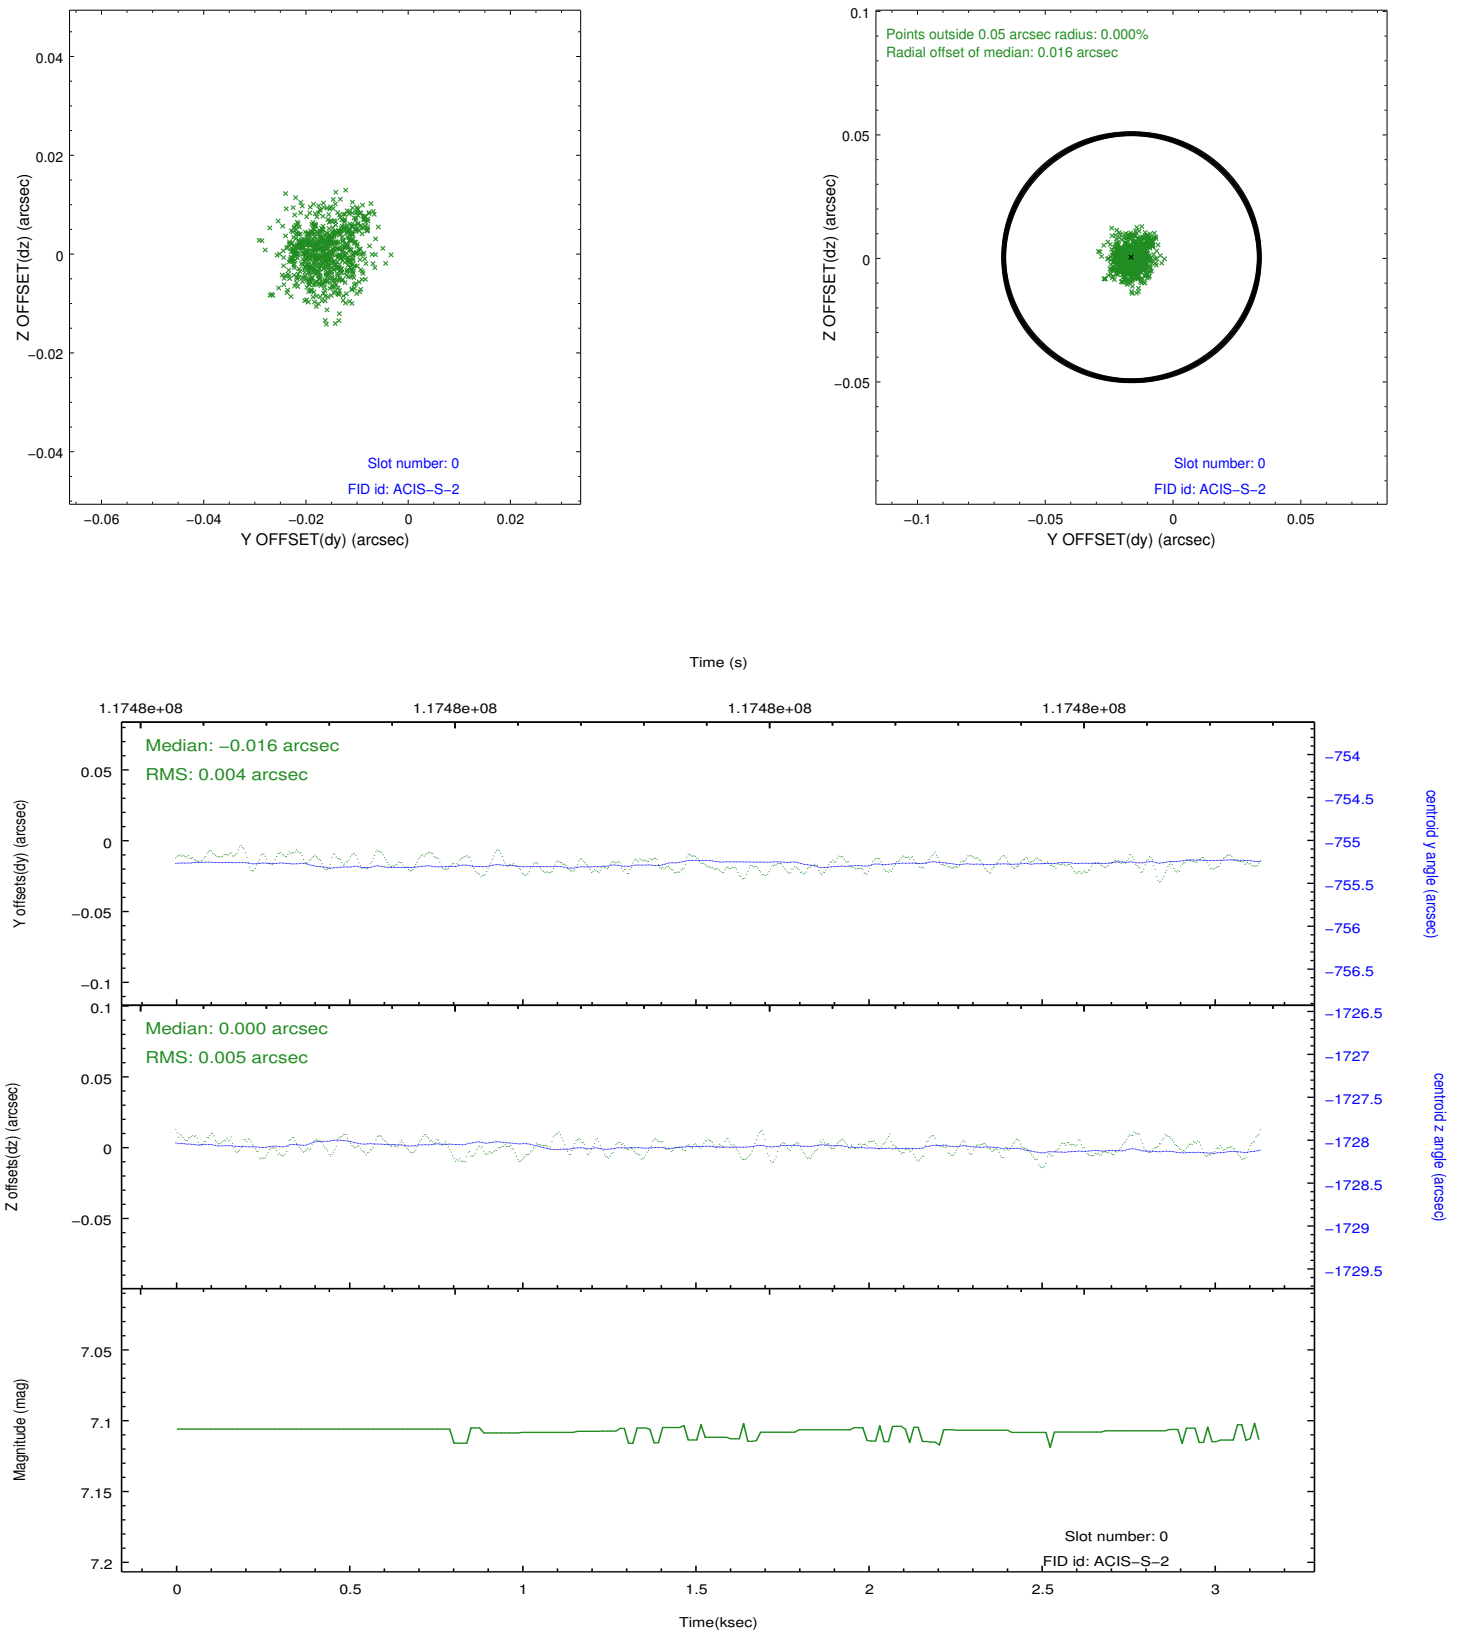 0.04
0.02
0
−0.02
−0.04
Z OFFSET(dz) (arcsec)
Slot number: 0
FID id: ACIS−S−2
−0.06
−0.04
−0.02
0
0.02
Y OFFSET(dy) (arcsec)
0.1
0.05
0
−0.05
Z OFFSET(dz) (arcsec)
Points outside 0.05 arcsec radius: 0.000%
Radial offset of median: 0.016 arcsec
Slot number: 0
FID id: ACIS−S−2
−0.1
−0.05
0
0.05
Y OFFSET(dy) (arcsec)
Time (s)
1.1748e+08
1.1748e+08
1.1748e+08
1.1748e+08
Median: −0.016 arcsec
RMS: 0.004 arcsec
0.05
0
−0.05
−0.1
Y offsets(dy) (arcsec)
−754
−754.5
−755
−755.5
−756
−756.5
centroid y angle (arcsec)
Median: 0.000 arcsec
RMS: 0.005 arcsec
0.1
0.05
0
−0.05
Z offsets(dz) (arcsec)
−1726.5
−1727
−1727.5
−1728
−1728.5
−1729
−1729.5
centroid z angle (arcsec)
7.05
7.1
7.15
7.2
Magnitude (mag)
Slot number: 0
FID id: ACIS−S−2
0
0.5
1
1.5
2
2.5
3
Time(ksec)